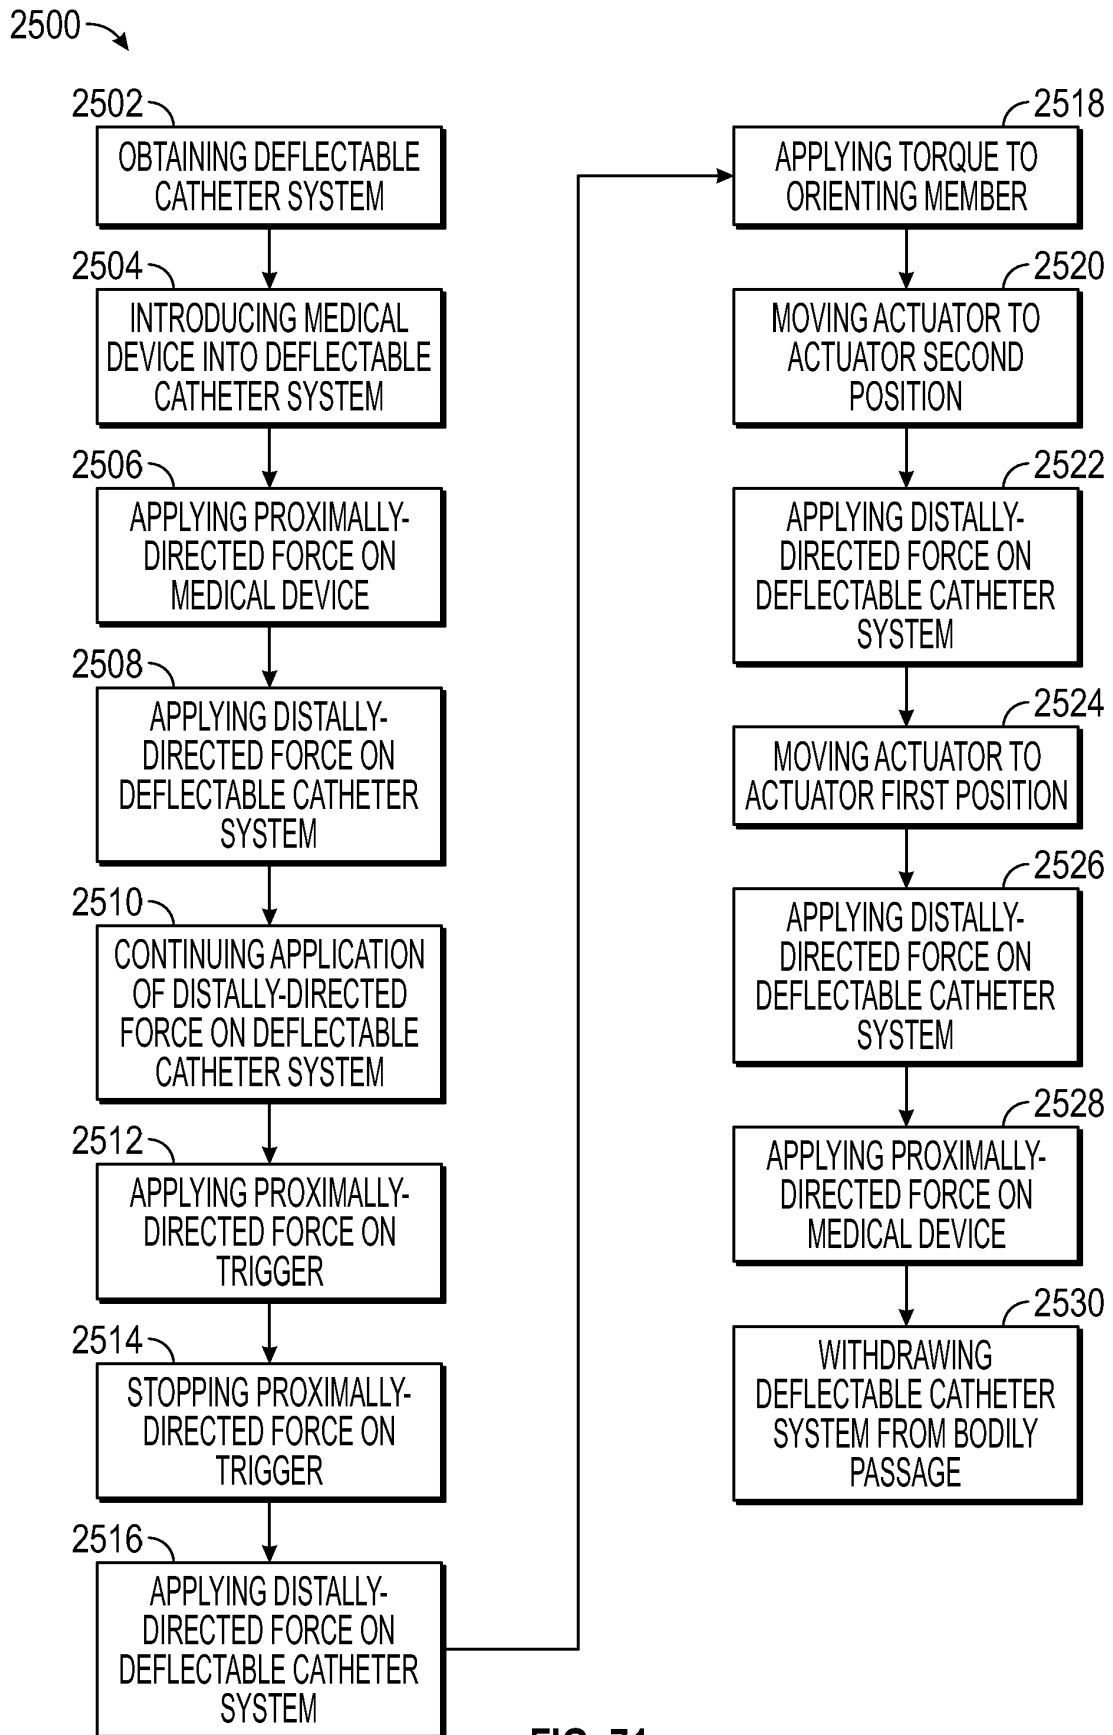 2500
2502
OBTAINING DEFLECTABLE
CATHETER SYSTEM
2504
INTRODUCING MEDICAL
DEVICE INTO DEFLECTABLE
CATHETER SYSTEM
2506
APPLYING PROXIMALLY-
DIRECTED FORCE ON
MEDICAL DEVICE
2508
APPLYING DISTALLY-
DIRECTED FORCE ON
DEFLECTABLE CATHETER
SYSTEM
2510
CONTINUING APPLICATION
OF DISTALLY-DIRECTED
FORCE ON DEFLECTABLE
CATHETER SYSTEM
2512
APPLYING PROXIMALLY-
DIRECTED FORCE ON
TRIGGER
2514
STOPPING PROXIMALLY-
DIRECTED FORCE ON
TRIGGER
2516
APPLYING DISTALLY-
DIRECTED FORCE ON
DEFLECTABLE CATHETER
SYSTEM
2518
APPLYING TORQUE TO
ORIENTING MEMBER
2520
MOVING ACTUATOR TO
ACTUATOR SECOND
POSITION
2522
APPLYING DISTALLY-
DIRECTED FORCE ON
DEFLECTABLE CATHETER
SYSTEM
2524
MOVING ACTUATOR TO
ACTUATOR FIRST POSITION
2526
APPLYING DISTALLY-
DIRECTED FORCE ON
DEFLECTABLE CATHETER
SYSTEM
2528
APPLYING PROXIMALLY-
DIRECTED FORCE ON
MEDICAL DEVICE
2530
WITHDRAWING
DEFLECTABLE CATHETER
SYSTEM FROM BODILY
PASSAGE